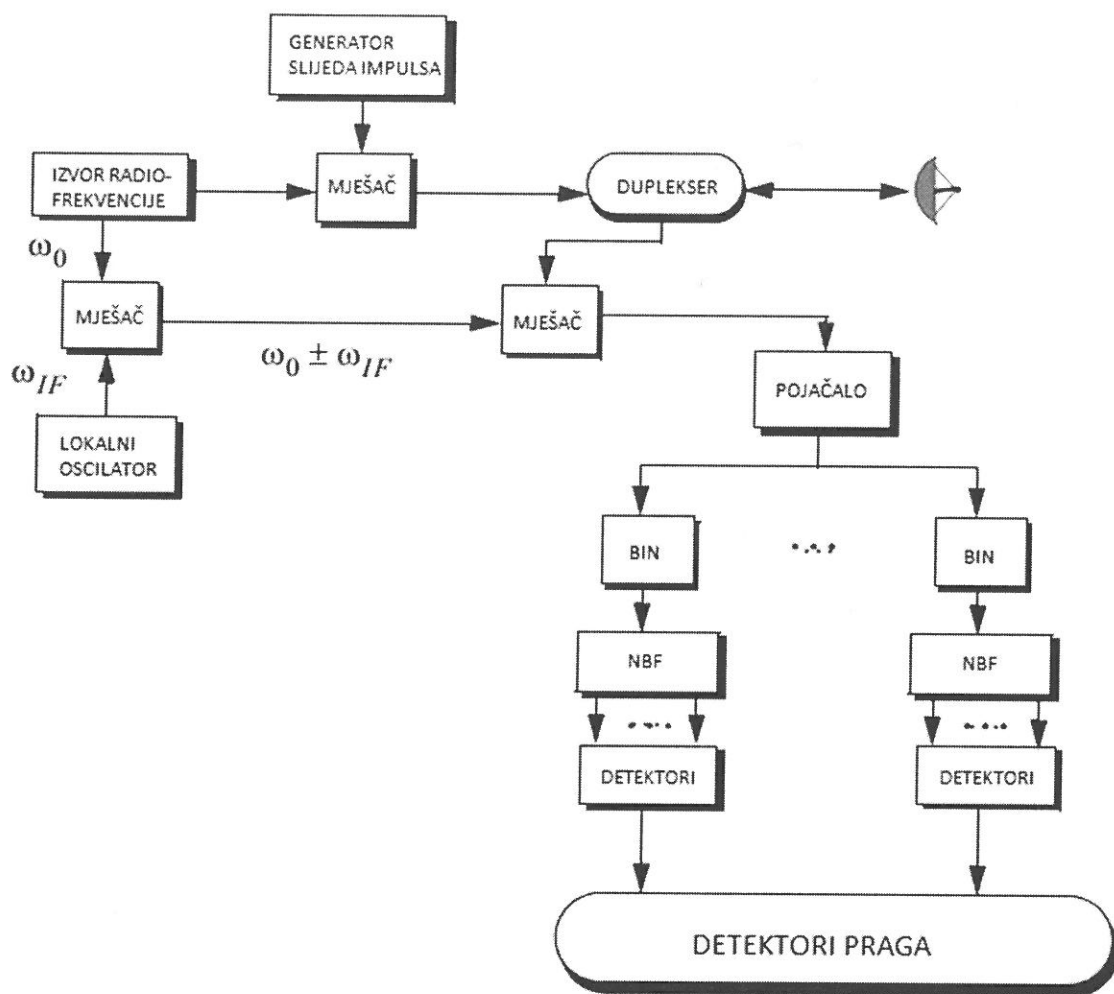 GENERATOR
SLIJEDA IMPULSA
IZVOR RADIO-
FREKVENCIJE
MJEŠAČ
DUPLEKSER
ω0
MJEŠAČ
MJEŠAČ
ωIF
ω0 ± ωIF
POJAČALO
LOKALNI
OSCILATOR
BIN
BIN
NBF
NBF
DETEKTORI
DETEKTORI
DETEKTORI PRAGA